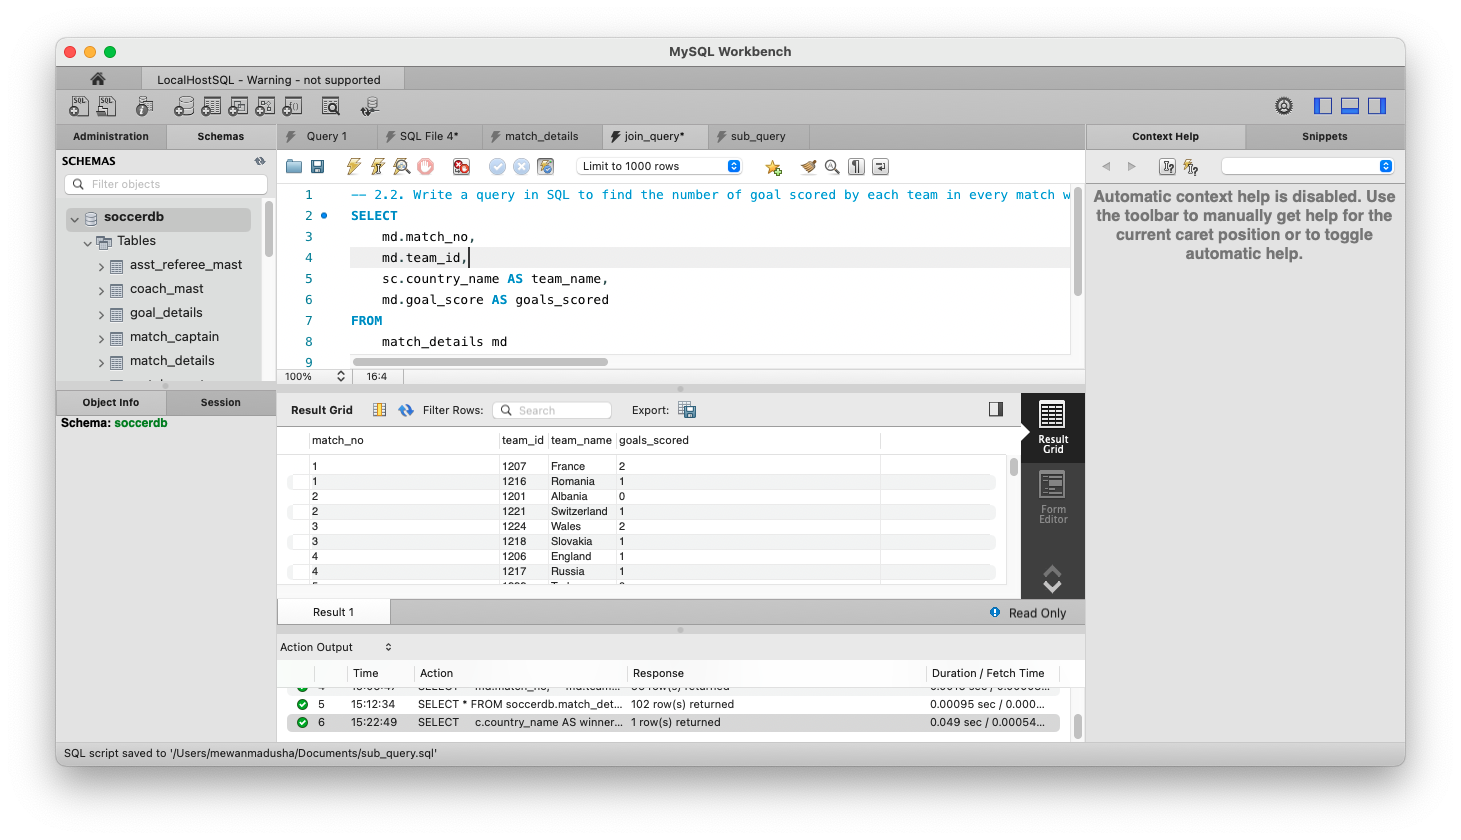 MySQL Workbench
LocalHostSQL - Warning - not supported
Administration Schemas
Query 1 SQL File 4* match_details join_query* sub_query
Context Help Snippets
SCHEMAS
Filter objects
soccerdb
Tables
asst_referee_mast
coach_mast
goal_details
match_captain
match_details
Object Info Session
Schema: soccerdb
Limit to 1000 rows
1 -- 2.2. Write a query in SQL to find the number of goal scored by each team in every match w
2 SELECT
3 md.match_no,
4 md.team_id,
5 sc.country_name AS team_name,
6 md.goal_score AS goals_scored
7 FROM
8 match_details md
9
100% 16:4
Result Grid Filter Rows: Search Export:
match_no team_id team_name goals_scored
1 1207 France 2
1 1216 Romania 1
2 1201 Albania 0
2 1221 Switzerland 1
3 1224 Wales 2
3 1218 Slovakia 1
4 1206 England 1
4 1217 Russia 1
Result
Grid
Form
Editor
Result 1 Read Only
Action Output
Time Action Response Duration / Fetch Time
5 15:12:34 SELECT * FROM soccerdb.match_det... 102 row(s) returned 0.00095 sec / 0.000...
6 15:22:49 SELECT c.country_name AS winner... 1 row(s) returned 0.049 sec / 0.00054...
Automatic context help is disabled. Use
the toolbar to manually get help for the
current caret position or to toggle
automatic help.
SQL script saved to '/Users/mewanmadusha/Documents/sub_query.sql'